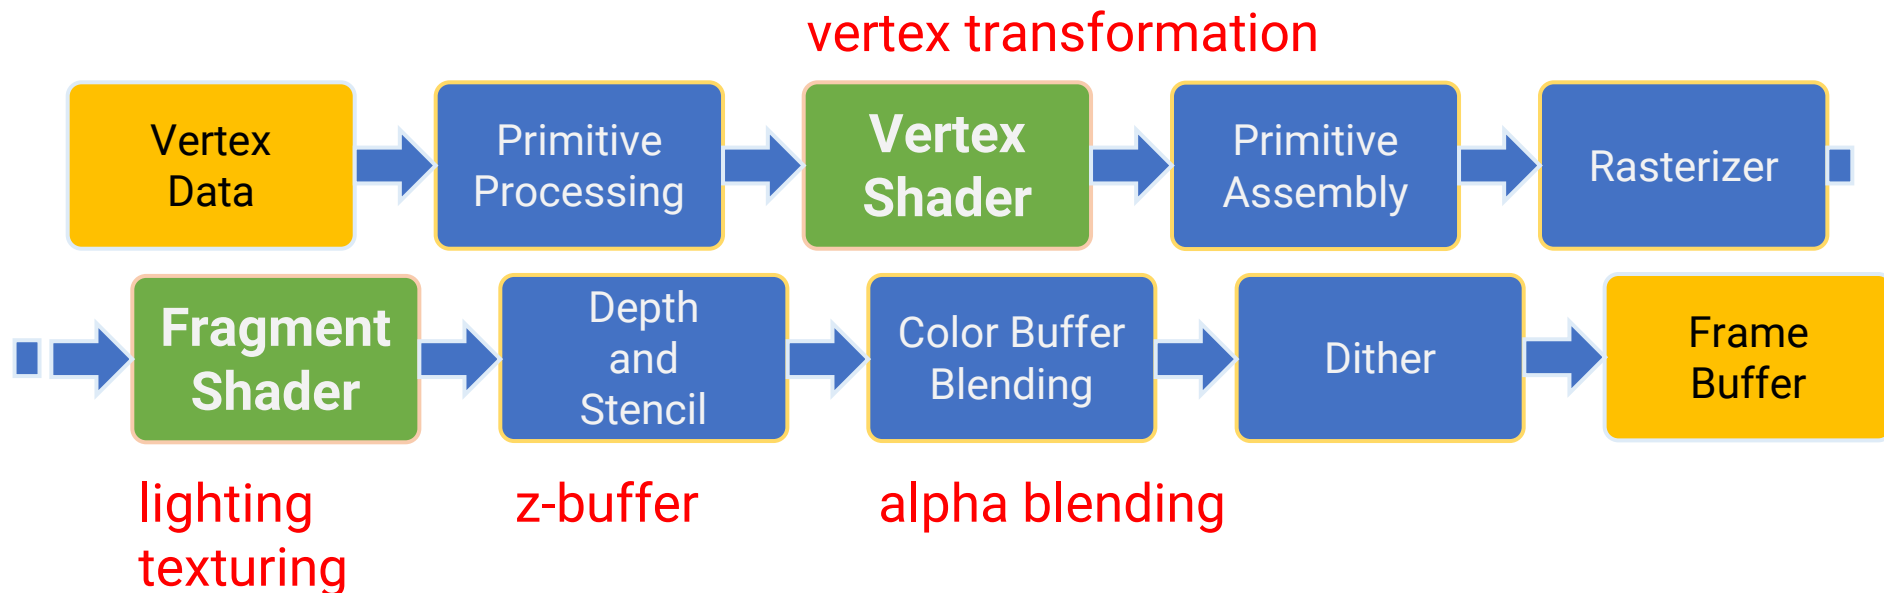 vertex transformation
Vertex
Data
Primitive
Processing
Vertex
Shader
Primitive
Assembly
Rasterizer
Fragment
Shader
Depth
and
Stencil
Color Buffer
Blending
Dither
Frame
Buffer
lighting
texturing
z-buffer
alpha blending